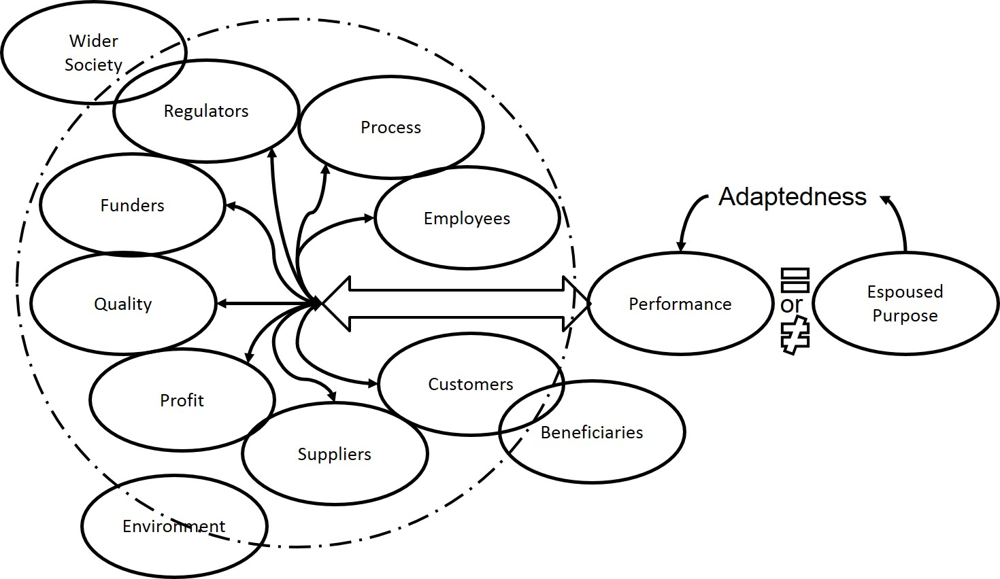 Wider
Society
Regulators
Process
Funders
Employees
Adaptedness
Quality
Performance
=
or
≠
Espoused
Purpose
Profit
Customers
Suppliers
Beneficiaries
Environment